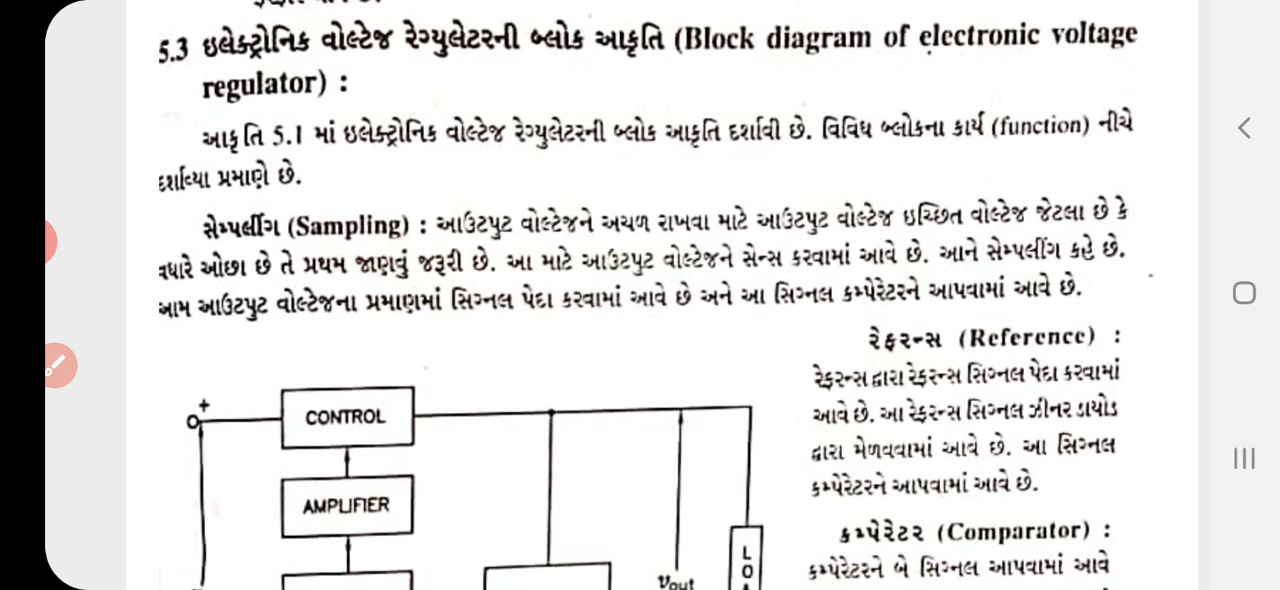 5.3 ઇલેક્ટ્રોનિક વોલ્ટેજ રેગ્યુલેટરની બ્લોક આકૃતિ (Block diagram of electronic voltage
regulator) :
આકૃતિ 5.1 માં ઇલેક્ટ્રોનિક વોલ્ટેજ રેગ્યુલેટરની બ્લોક આકૃતિ દર્શાવી છે. વિવિધ બ્લોકના કાર્ય (function) નીચે
દર્શાવ્યા પ્રમાણે છે.
સેમ્પલીંગ (Sampling) : આઉટપુટ વોલ્ટેજને અચળ રાખવા માટે આઉટપુટ વોલ્ટેજ ઇચ્છિત વોલ્ટેજ જેટલા છે કે
વધારે ઓછા છે તે પ્રથમ જાણવું જરૂરી છે. આ માટે આઉટપુટ વોલ્ટેજને સેન્સ કરવામાં આવે છે. આને સેમ્પલીંગ કહે છે.
આમ આઉટપુટ વોલ્ટેજના પ્રમાણમાં સિગ્નલ પેદા કરવામાં આવે છે અને આ સિગ્નલ કમ્પેરેટરને આપવામાં આવે છે.
રેફરન્સ (Reference) :
રેફરન્સ દ્વારા રેફરન્સ સિગ્નલ પેદા કરવામાં
આવે છે. આ રેફરન્સ સિગ્નલ ઝીનર ડાયોડ
દ્વારા મેળવવામાં આવે છે. આ સિગ્નલ
કમ્પેરેટરને આપવામાં આવે છે.
કમ્પેરેટર (Comparator) :
કમ્પેરેટરને બે સિગ્નલ આપવામાં આવે
+
CONTROL
AMPLIFIER
Vout
L
O